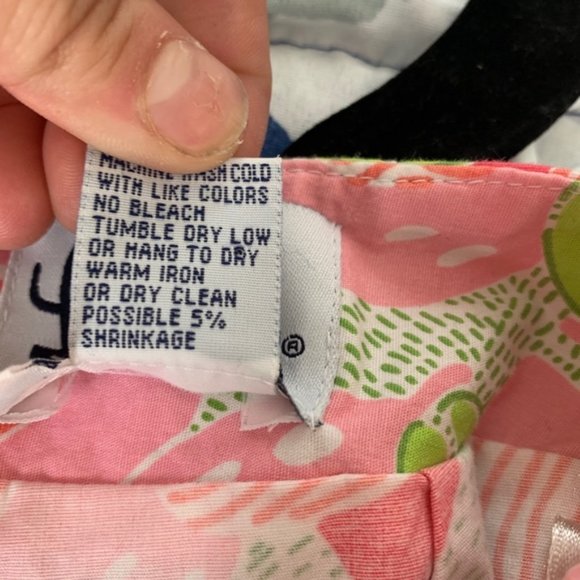 MACHINE WASH COLD
WITH LIKE COLORS
NO BLEACH
TUMBLE DRY LOW
OR HANG TO DRY
WARM IRON
OR DRY CLEAN
POSSIBLE 5%
SHRINKAGE
®